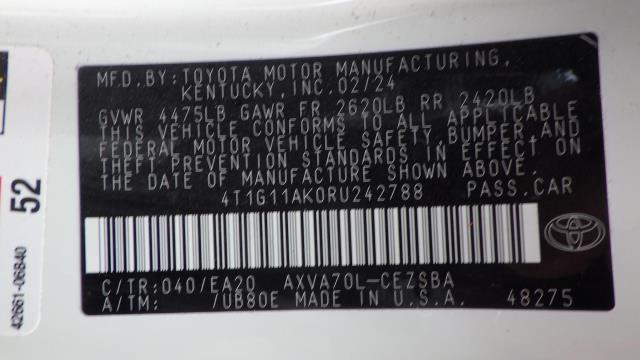 MFD.BY:TOYOTA MOTOR MANUFACTURING,
KENTUCKY,INC.02/24
GVWR 4475LB GAWR FR 2620LB RR 2420LB
THIS VEHICLE CONFORMS TO ALL APPLICABLE
FEDERAL MOTOR VEHICLE SAFETY,BUMPER,AND
THEFT PREVENTION STANDARDS IN EFFECT ON
THE DATE OF MANUFACTURE SHOWN ABOVE.
4T1G11AK0RU242788 PASS.CAR
C/TR:040/EA20 AXVA70L-CEZSBA
A/TM: /UB80E MADE IN U.S.A. 48275
52
42661-06B40